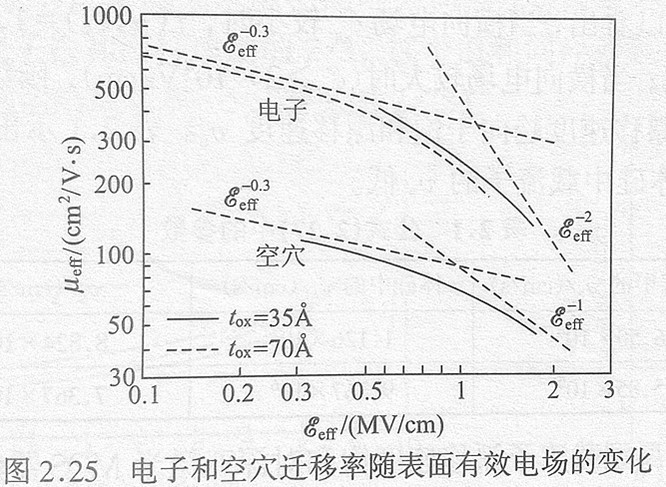 1000
500
300
200
100
50
30
μeff/(cm²/V·s)
ℰeff^-0.3
电子
ℰeff^-0.3
空穴
ℰeff^-2
ℰeff^-1
tox=35Å
tox=70Å
0.1 0.2 0.3 0.5 1 2 3
ℰeff/(MV/cm)
图 2.25 电子和空穴迁移率随表面有效电场的变化